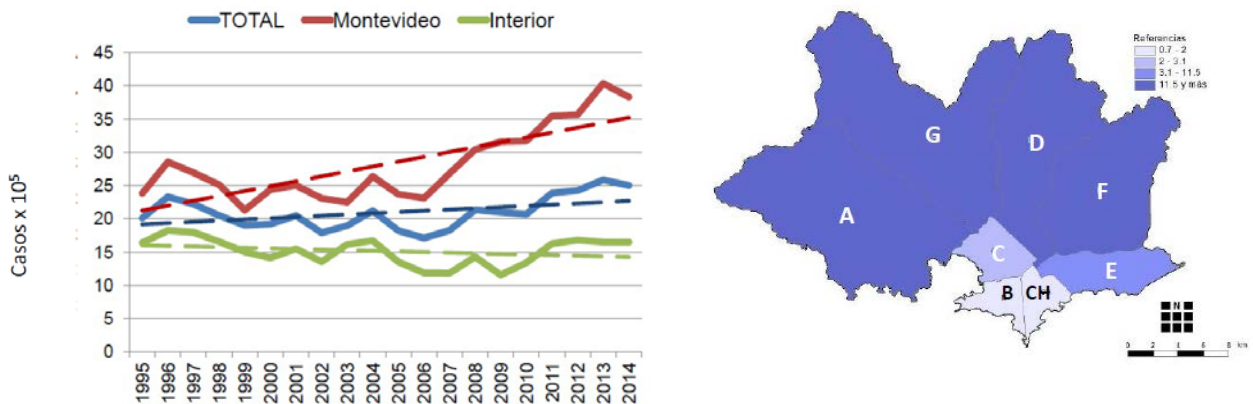 TOTAL Montevideo Interior
Casos x 10⁵
45
40
35
30
25
20
15
10
5
0
1995 1996 1997 1998 1999 2000 2001 2002 2003 2004 2005 2006 2007 2008 2009 2010 2011 2012 2013 2014
Referencias
0.7 - 2
2 - 3.1
3.1 - 11.5
11.5 y más
G
D
F
A
C
E
B CH
N
0 2 4 6 8 km